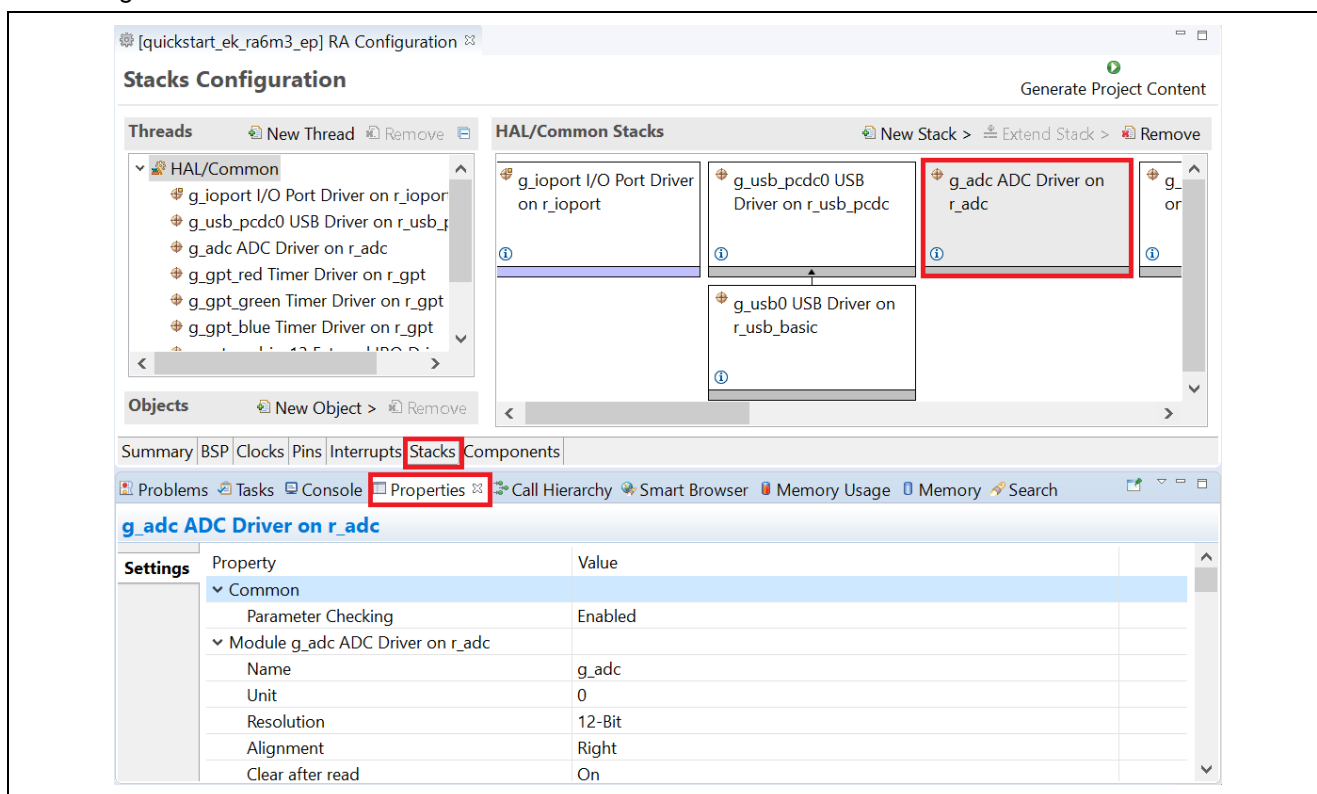 [quickstart_ek_ra6m3_ep] RA Configuration
Stacks Configuration
Generate Project Content
Threads New Thread Remove
HAL/Common Stacks New Stack > Extend Stack > Remove
HAL/Common
g_ioport I/O Port Driver on r_iopor
g_usb_pcdc0 USB Driver on r_usb_p
g_adc ADC Driver on r_adc
g_gpt_red Timer Driver on r_gpt
g_gpt_green Timer Driver on r_gpt
g_gpt_blue Timer Driver on r_gpt
g_ioport I/O Port Driver
on r_ioport
g_usb_pcdc0 USB
Driver on r_usb_pcdc
g_adc ADC Driver on
r_adc
g_
or
g_usb0 USB Driver on
r_usb_basic
Objects New Object > Remove
Summary BSP Clocks Pins Interrupts Stacks Components
Problems Tasks Console Properties Call Hierarchy Smart Browser Memory Usage Memory Search
g_adc ADC Driver on r_adc
Settings
Property Value
Common
Parameter Checking Enabled
Module g_adc ADC Driver on r_adc
Name g_adc
Unit 0
Resolution 12-Bit
Alignment Right
Clear after read On